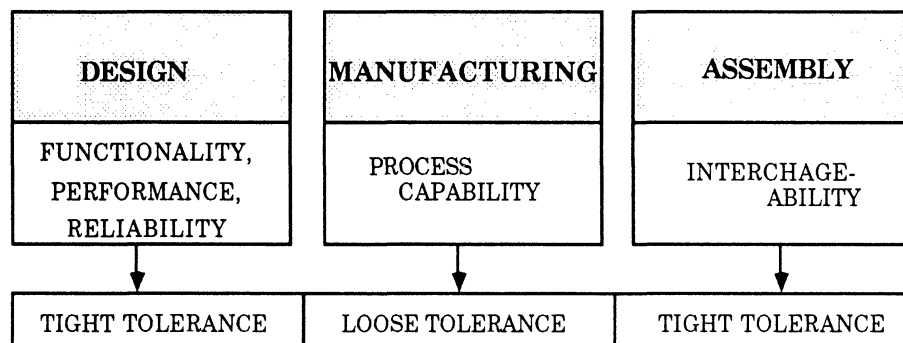 DESIGN
FUNCTIONALITY,
PERFORMANCE,
RELIABILITY
MANUFACTURING
PROCESS
CAPABILITY
ASSEMBLY
INTERCHAGE-
ABILITY
TIGHT TOLERANCE
LOOSE TOLERANCE
TIGHT TOLERANCE